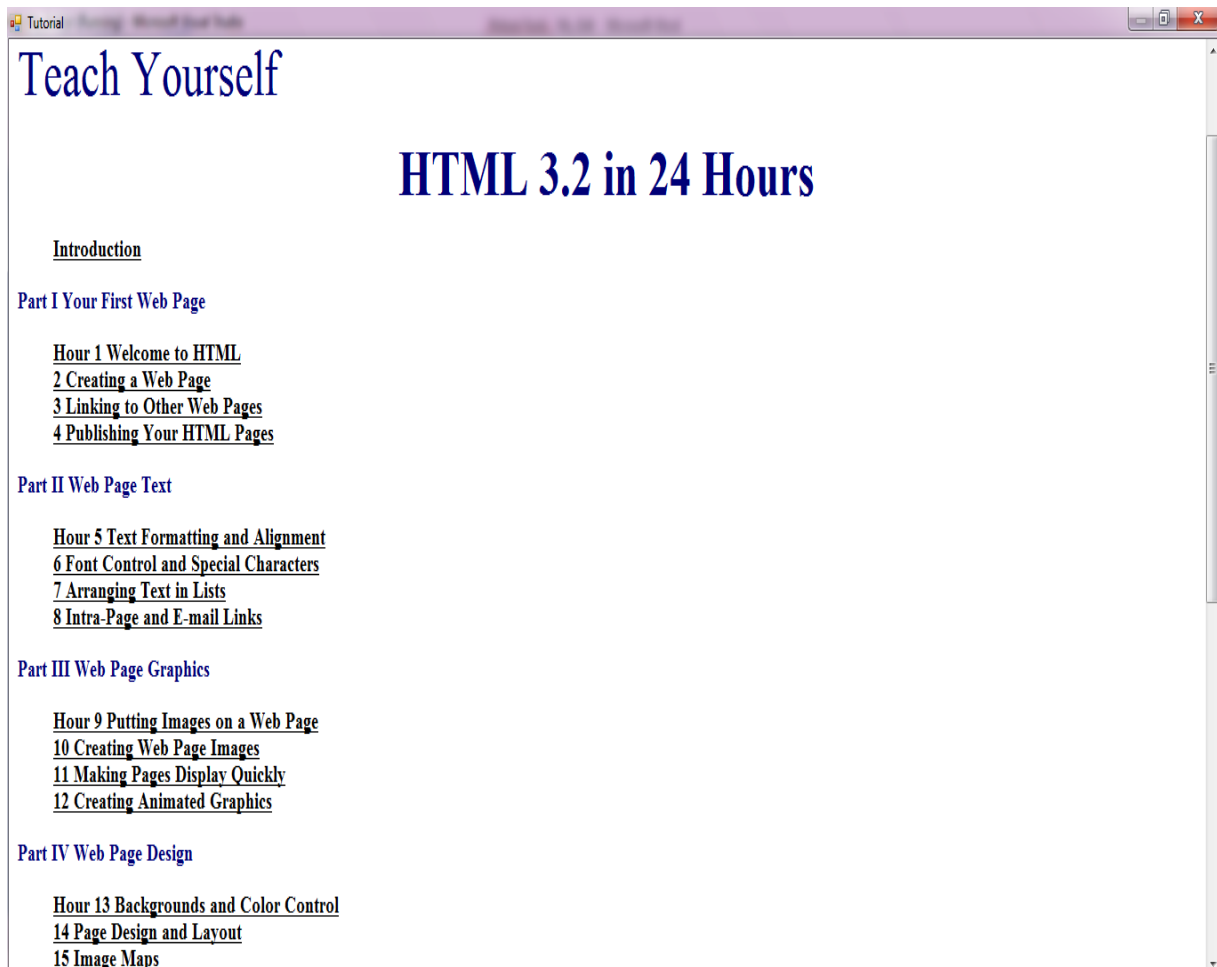 Tutorial
Teach Yourself
HTML 3.2 in 24 Hours
Introduction
Part I Your First Web Page
Hour 1 Welcome to HTML
2 Creating a Web Page
3 Linking to Other Web Pages
4 Publishing Your HTML Pages
Part II Web Page Text
Hour 5 Text Formatting and Alignment
6 Font Control and Special Characters
7 Arranging Text in Lists
8 Intra-Page and E-mail Links
Part III Web Page Graphics
Hour 9 Putting Images on a Web Page
10 Creating Web Page Images
11 Making Pages Display Quickly
12 Creating Animated Graphics
Part IV Web Page Design
Hour 13 Backgrounds and Color Control
14 Page Design and Layout
15 Image Maps